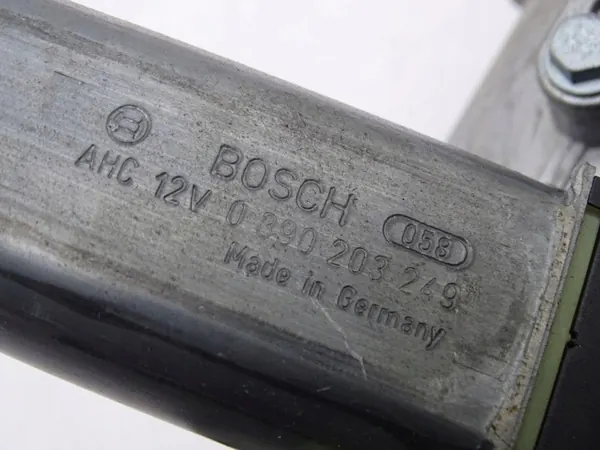 BOSCH
AHC 12V 0 390 203 249
058
Made in Germany